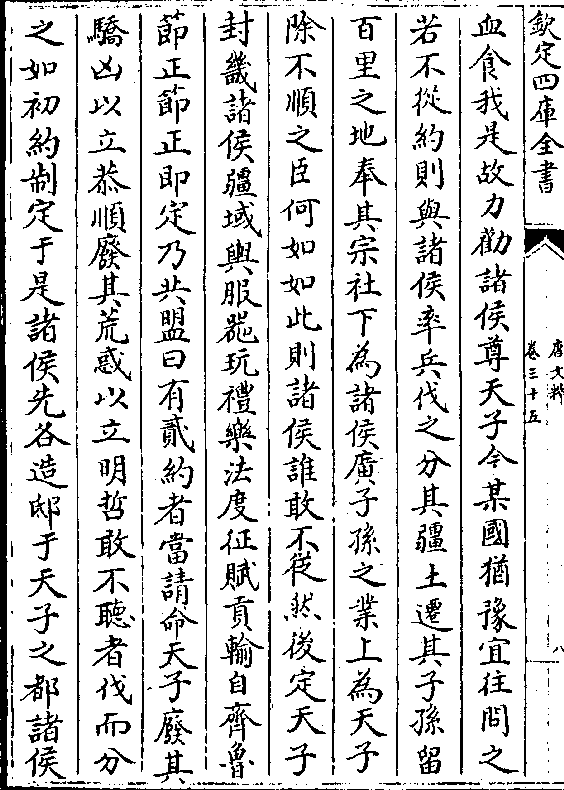 欽定四庫全書
唐文粹
卷三十五
八
血食我是故力勸諸侯尊天子今某國猶豫宜往問之
若不從約則與諸侯率兵伐之分其疆土遷其子孫留
百里之地奉其宗社下為諸侯廣子孫之業上為天子
除不順之臣何如如此則諸侯誰敢不從然後定天子
封畿諸侯疆域輿服器玩禮樂法度征賦貢輸自齊魯
節正節正即定乃共盟曰有貳約者當請命天子廢其
驕凶以立恭順廢其荒惑以立明哲敢不聽者伐而分
之如初約制定于是諸侯先各造邸于天子之都諸侯